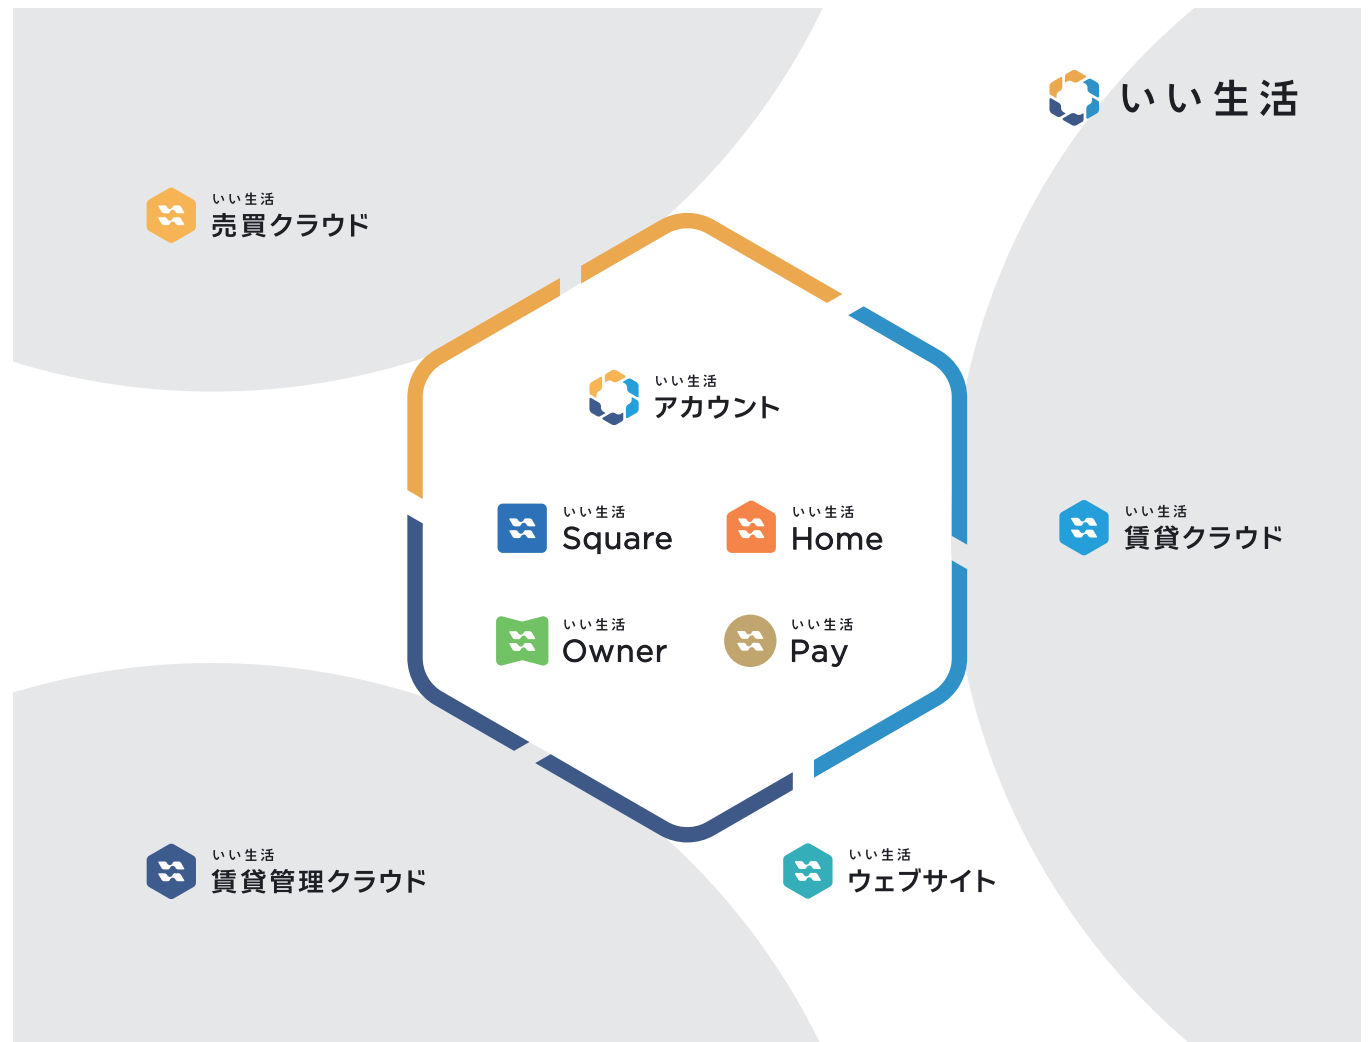 いい生活
いい生活
売買クラウド
いい生活
アカウント
いい生活
Square
いい生活
Home
いい生活
賃貸クラウド
いい生活
Owner
いい生活
Pay
いい生活
賃貸管理クラウド
いい生活
ウェブサイト